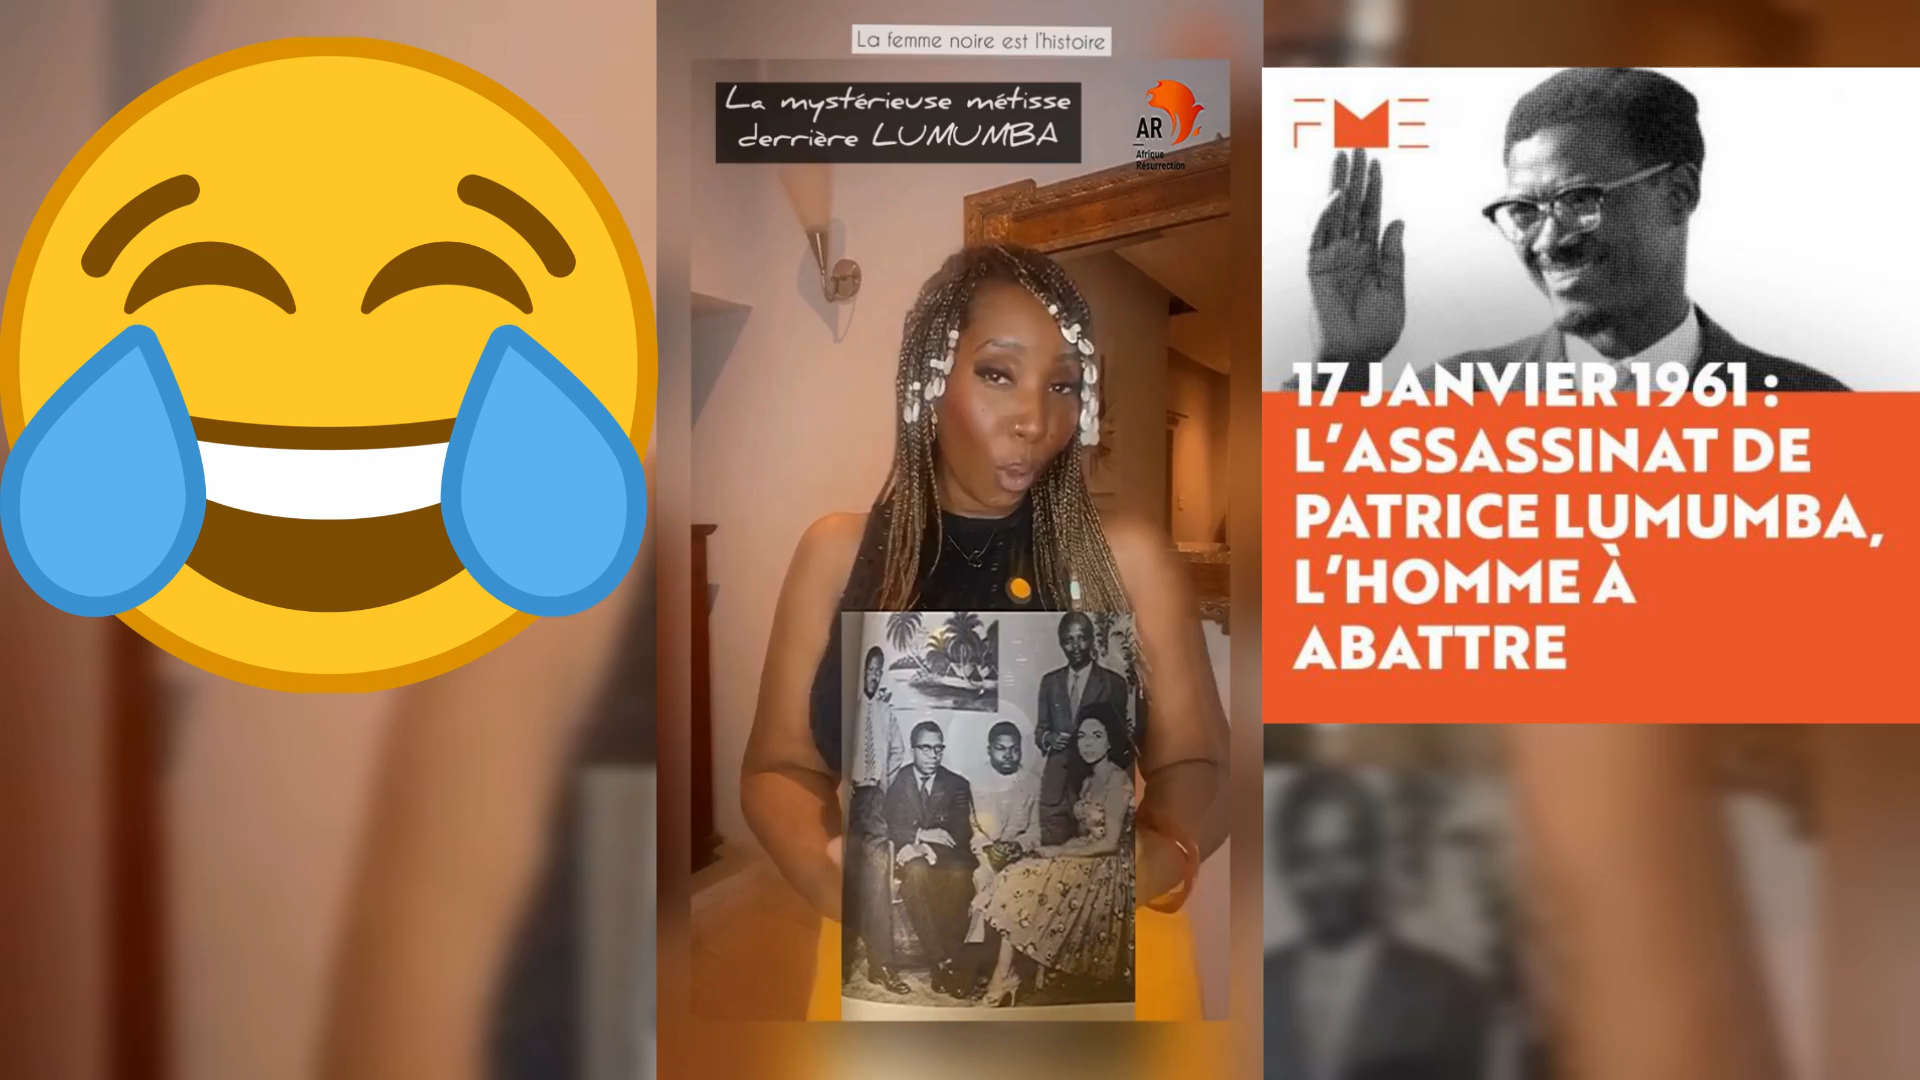 La femme noire est l'histoire
La mystérieuse métisse
derrière LUMUMBA
AR
Afrique
Résurrection
FME
17 JANVIER 1961 :
L'ASSASSINAT DE
PATRICE LUMUMBA,
L'HOMME À
ABATTRE